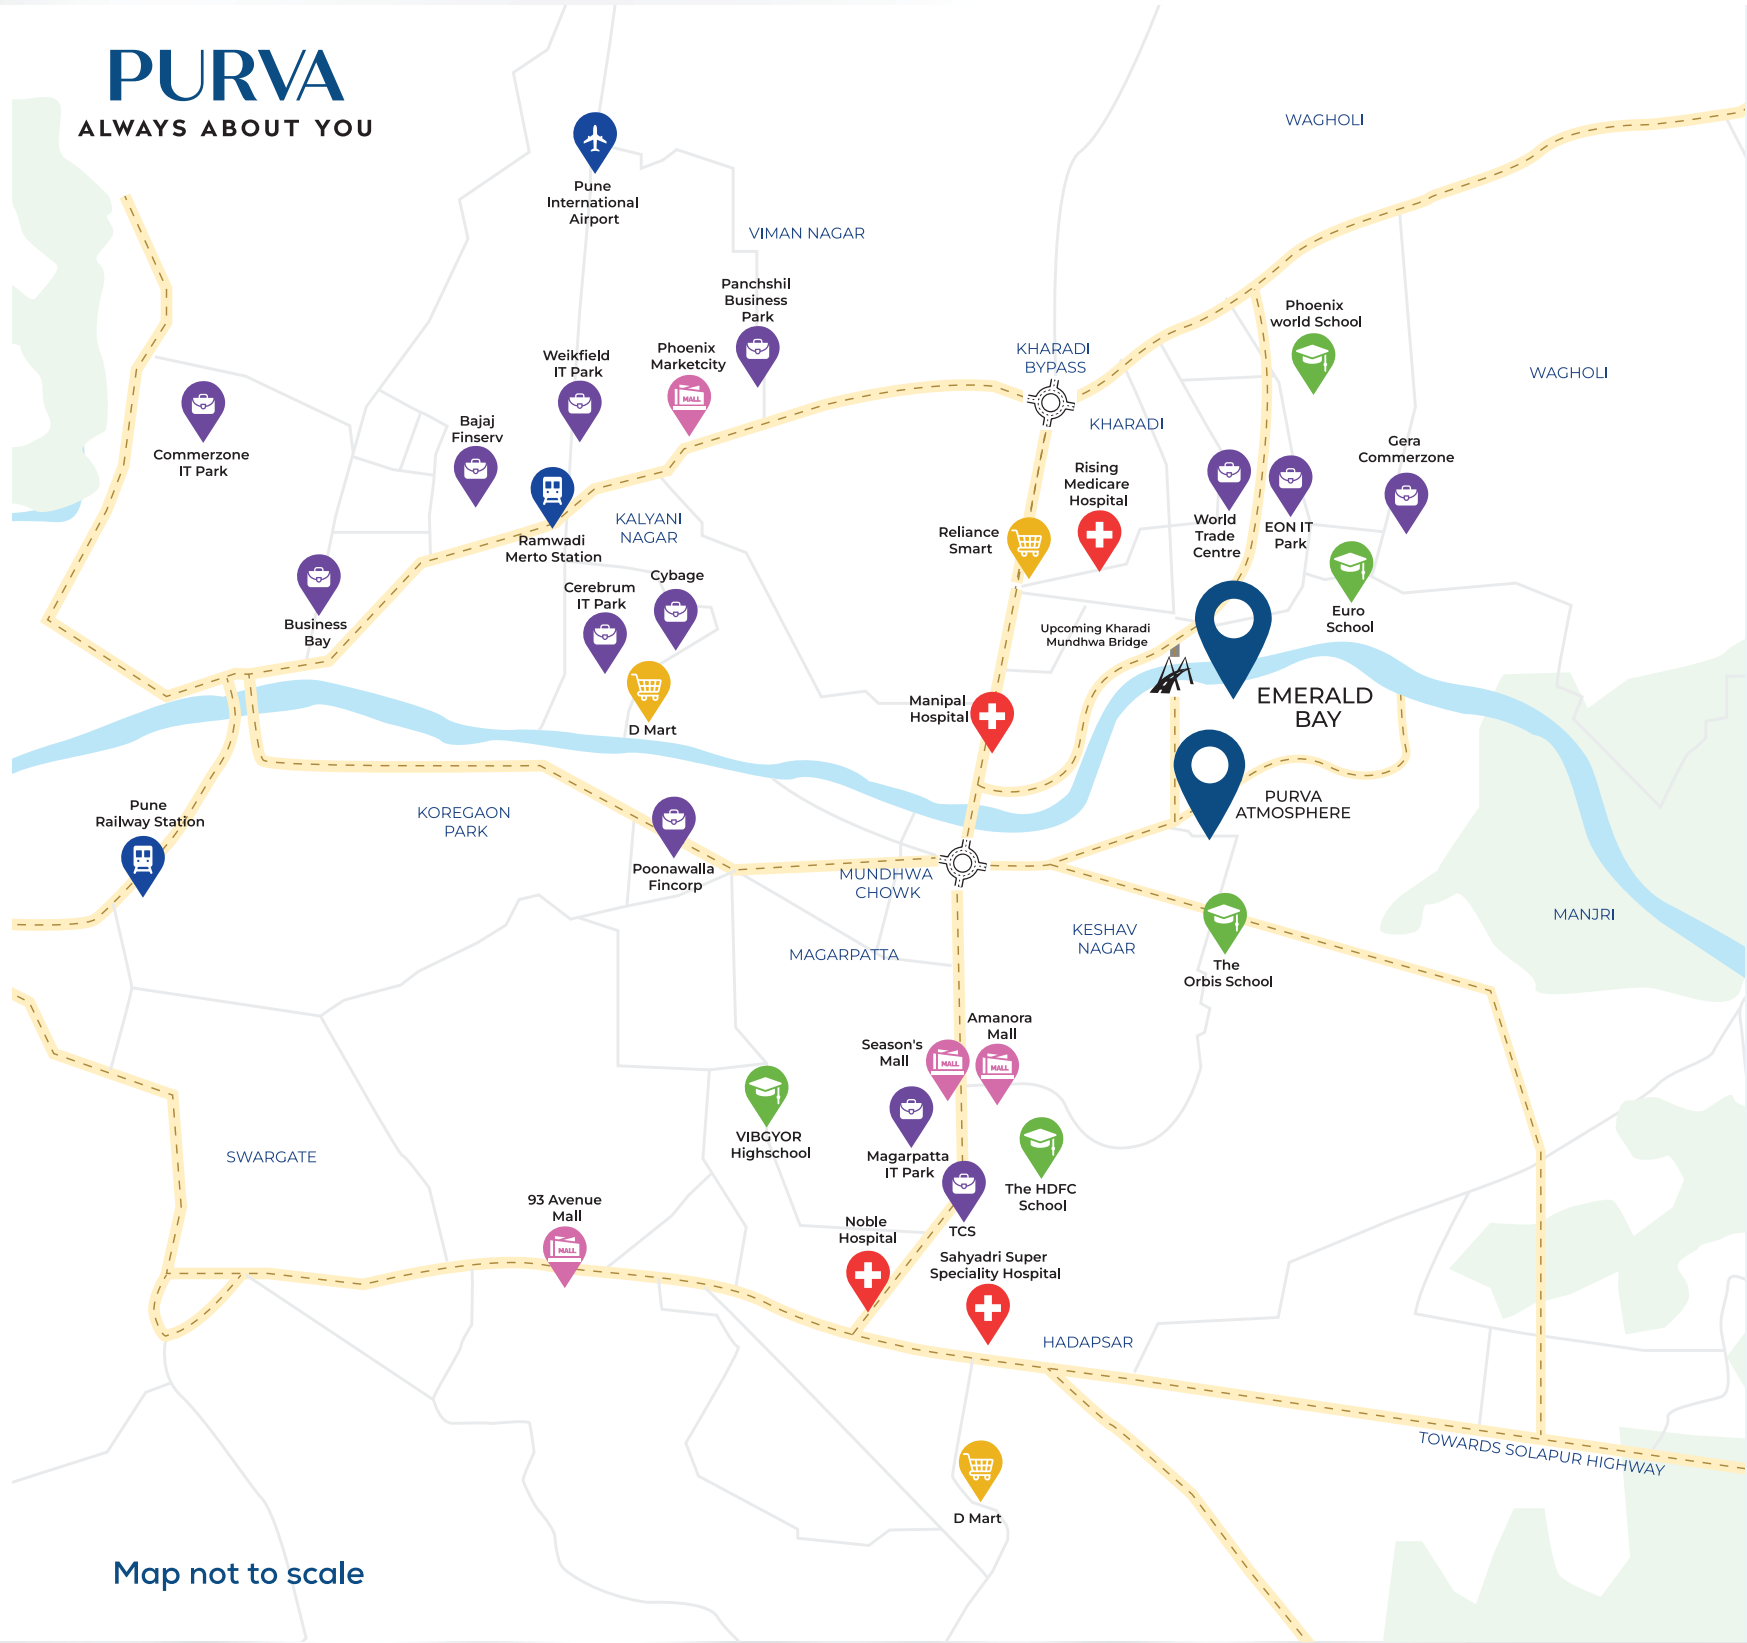 PURVA
ALWAYS ABOUT YOU
WAGHOLI
Pune
International
Airport
VIMAN NAGAR
Panchshil
Business
Park
Phoenix
world School
Phoenix
Marketcity
Weikfield
IT Park
KHARADI
BYPASS
WAGHOLI
Bajaj
Finserv
KHARADI
Commerzone
IT Park
Gera
Commerzone
MALL
Rising
Medicare
Hospital
KALYANI
NAGAR
Reliance
Smart
World
Trade
Centre
EON IT
Park
Ramwadi
Merto Station
Cybage
Cerebrum
IT Park
Business
Bay
Euro
School
Upcoming Kharadi
Mundhwa Bridge
Manipal
Hospital
EMERALD
BAY
D Mart
Pune
Railway Station
KOREGAON
PARK
PURVA
ATMOSPHERE
Poonawalla
Fincorp
MUNDHWA
CHOWK
MANJRI
KESHAV
NAGAR
MAGARPATTA
The
Orbis School
Amanora
Mall
Season's
Mall
MALL
MALL
VIBGYOR
Highschool
Magarpatta
IT Park
SWARGATE
The HDFC
School
93 Avenue
Mall
MALL
Noble
Hospital
TCS
Sahyadri Super
Speciality Hospital
HADAPSAR
TOWARDS SOLAPUR HIGHWAY
D Mart
Map not to scale